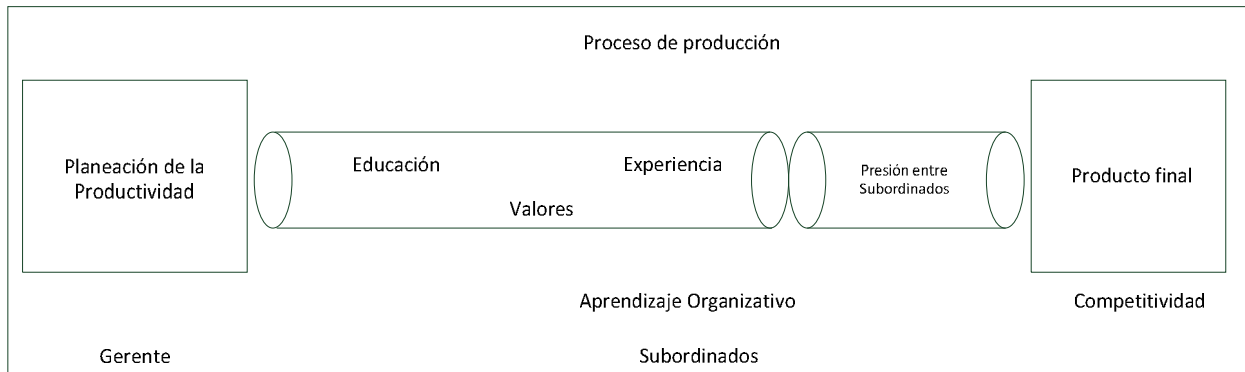 Proceso de producción
Planeación de la
Productividad
Educación
Experiencia
Valores
Presión entre
Subordinados
Producto final
Aprendizaje Organizativo
Competitividad
Gerente
Subordinados